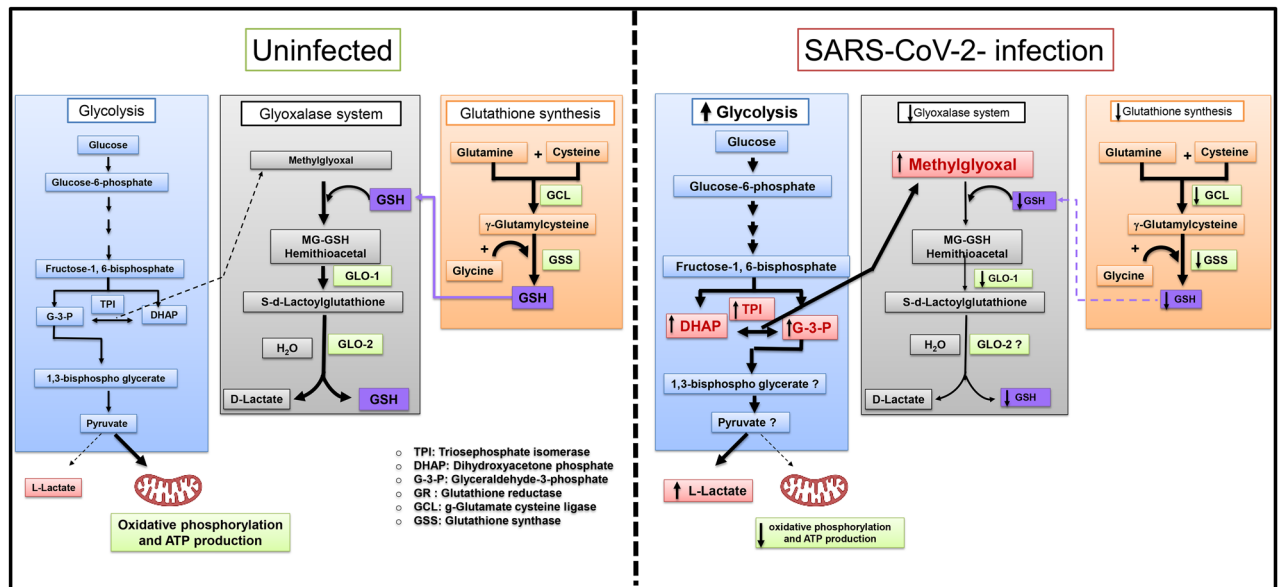 Uninfected
Glycolysis
Glucose
Glucose-6-phosphate
Fructose-1, 6-bisphosphate
TPI
G-3-P
DHAP
1,3-bisphospho glycerate
Pyruvate
L-Lactate
Oxidative phosphorylation
and ATP production
Glyoxalase system
Methylglyoxal
GSH
MG-GSH
Hemithioacetal
GLO-1
S-d-Lactoylglutathione
H2O
GLO-2
D-Lactate
GSH
Glutathione synthesis
Glutamine + Cysteine
GCL
γ-Glutamylcysteine
+
Glycine
GSS
GSH
o TPI: Triosephosphate isomerase
o DHAP: Dihydroxyacetone phosphate
o G-3-P: Glyceraldehyde-3-phosphate
o GR : Glutathione reductase
o GCL: g-Glutamate cysteine ligase
o GSS: Glutathione synthase
SARS-CoV-2- infection
↑ Glycolysis
Glucose
Glucose-6-phosphate
Fructose-1, 6-bisphosphate
↑ TPI
↑ DHAP
↑ G-3-P
1,3-bisphospho glycerate ?
Pyruvate ?
↑ L-Lactate
↓ oxidative phosphorylation
and ATP production
↓ Glyoxalase system
↑ Methylglyoxal
↓ GSH
MG-GSH
Hemithioacetal
↓ GLO-1
S-d-Lactoylglutathione
H2O
GLO-2 ?
D-Lactate
↓ GSH
↓ Glutathione synthesis
Glutamine + Cysteine
↓ GCL
γ-Glutamylcysteine
+
Glycine
↓ GSS
↓ GSH